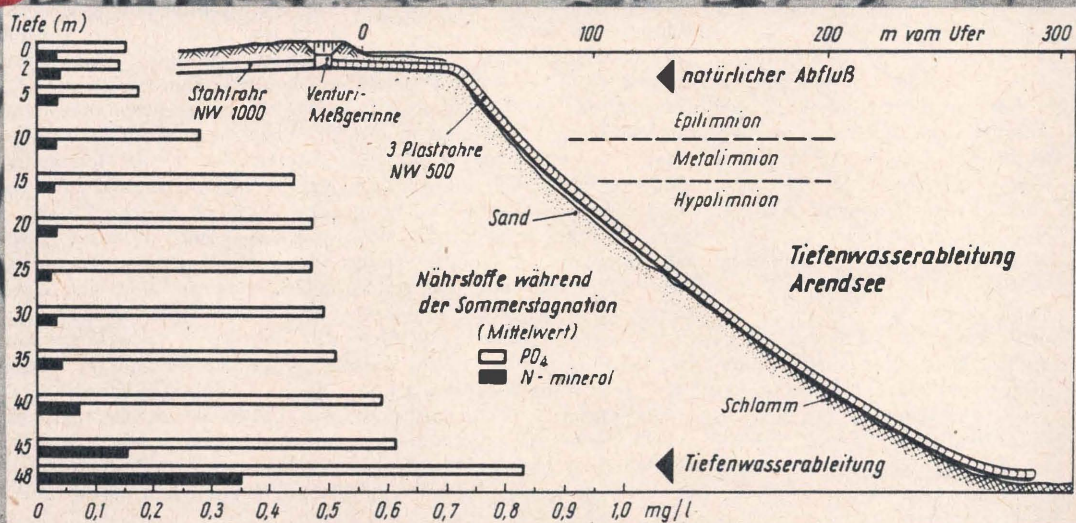 Tiefe (m)
0
100
m vom Ufer
300
0
2
5
10
15
20
25
30
35
40
45
48
Stahlrohr
NW 1000
Venturi-
Meßgerinne
3 Plastrohre
NW 500
natürlicher Abfluß
Epilimnion
Metalimnion
Hypolimnion
Sand
Tiefenwasserableitung
Arendsee
Nährstoffe während
der Sommerstagnation
(Mittelwert)
PO₄
N-mineral
Schlamm
Tiefenwasserableitung
0 0,1 0,2 0,3 0,4 0,5 0,6 0,7 0,8 0,9 1,0 mg/l
200